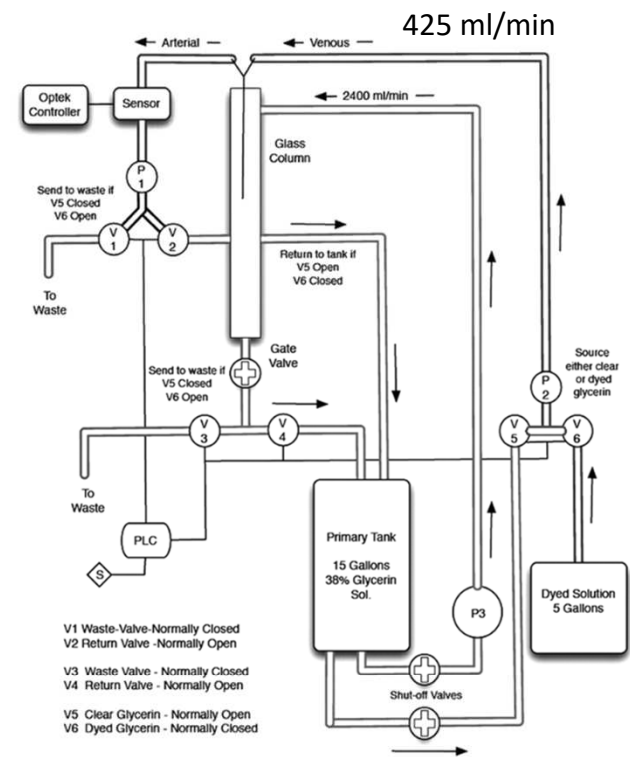 425 ml/min
Arterial
Venous
Optek
Controller
Sensor
2400 ml/min
Glass
Column
P
1
Send to waste if
V5 Closed
V6 Open
V
1
V
2
Return to tank if
V5 Open
V6 Closed
To
Waste
Gate
Valve
Send to waste if
V5 Closed
V6 Open
Source
either clear
or dyed
glycerin
P
2
V
3
V
4
V
5
V
6
To
Waste
PLC
S
Primary Tank
15 Gallons
38% Glycerin
Sol.
P3
Dyed Solution
5 Gallons
Shut-off Valves
V1 Waste-Valve-Normally Closed
V2 Return Valve -Normally Open
V3 Waste Valve - Normally Closed
V4 Return Valve - Normally Open
V5 Clear Glycerin - Normally Open
V6 Dyed Glycerin - Normally Closed